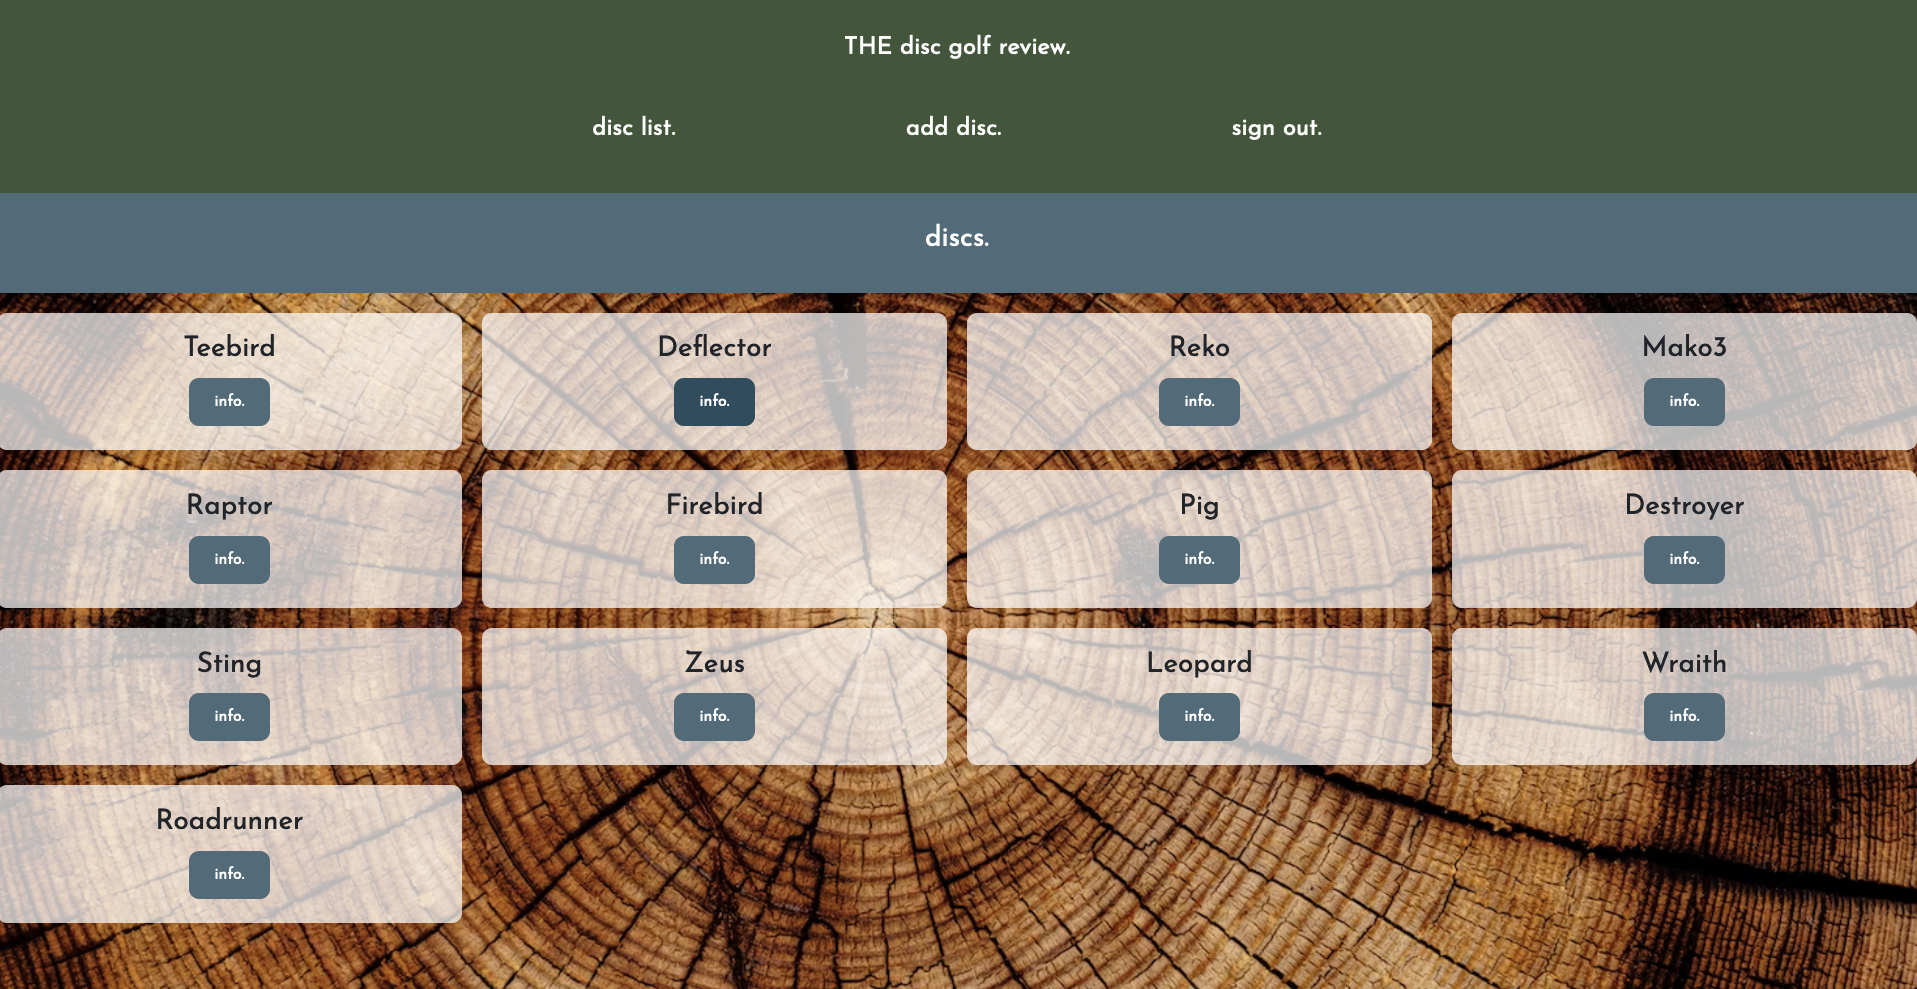 THE disc golf review.
disc list. add disc. sign out.
discs.
Teebird Deflector Reko Mako3
info. info. info. info.
Raptor Firebird Pig Destroyer
info. info. info. info.
Sting Zeus Leopard Wraith
info. info. info. info.
Roadrunner
info.